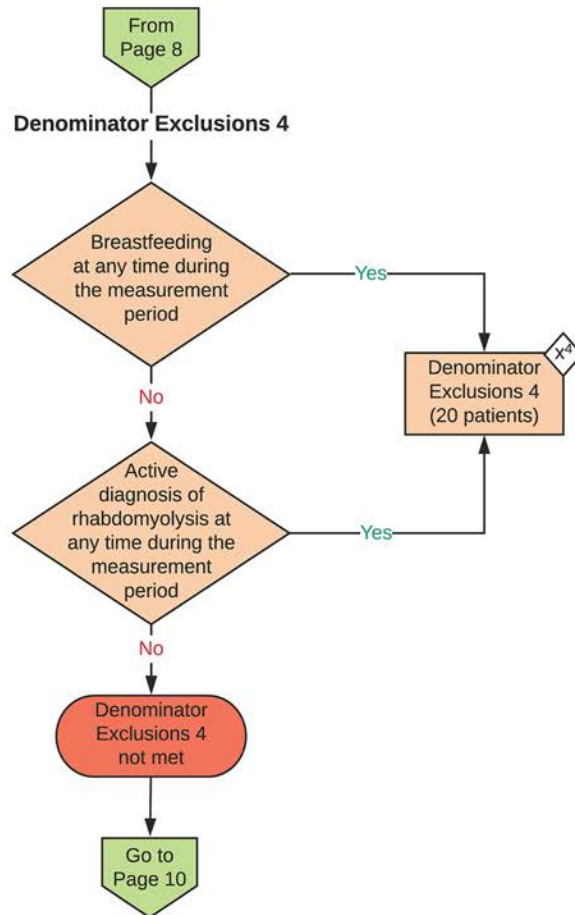 From
Page 8
Denominator Exclusions 4
Breastfeeding
at any time during
the measurement
period
Yes
x⁴
Denominator
Exclusions 4
(20 patients)
No
Active
diagnosis of
rhabdomyolysis at
any time during the
measurement
period
Yes
No
Denominator
Exclusions 4
not met
Go to
Page 10